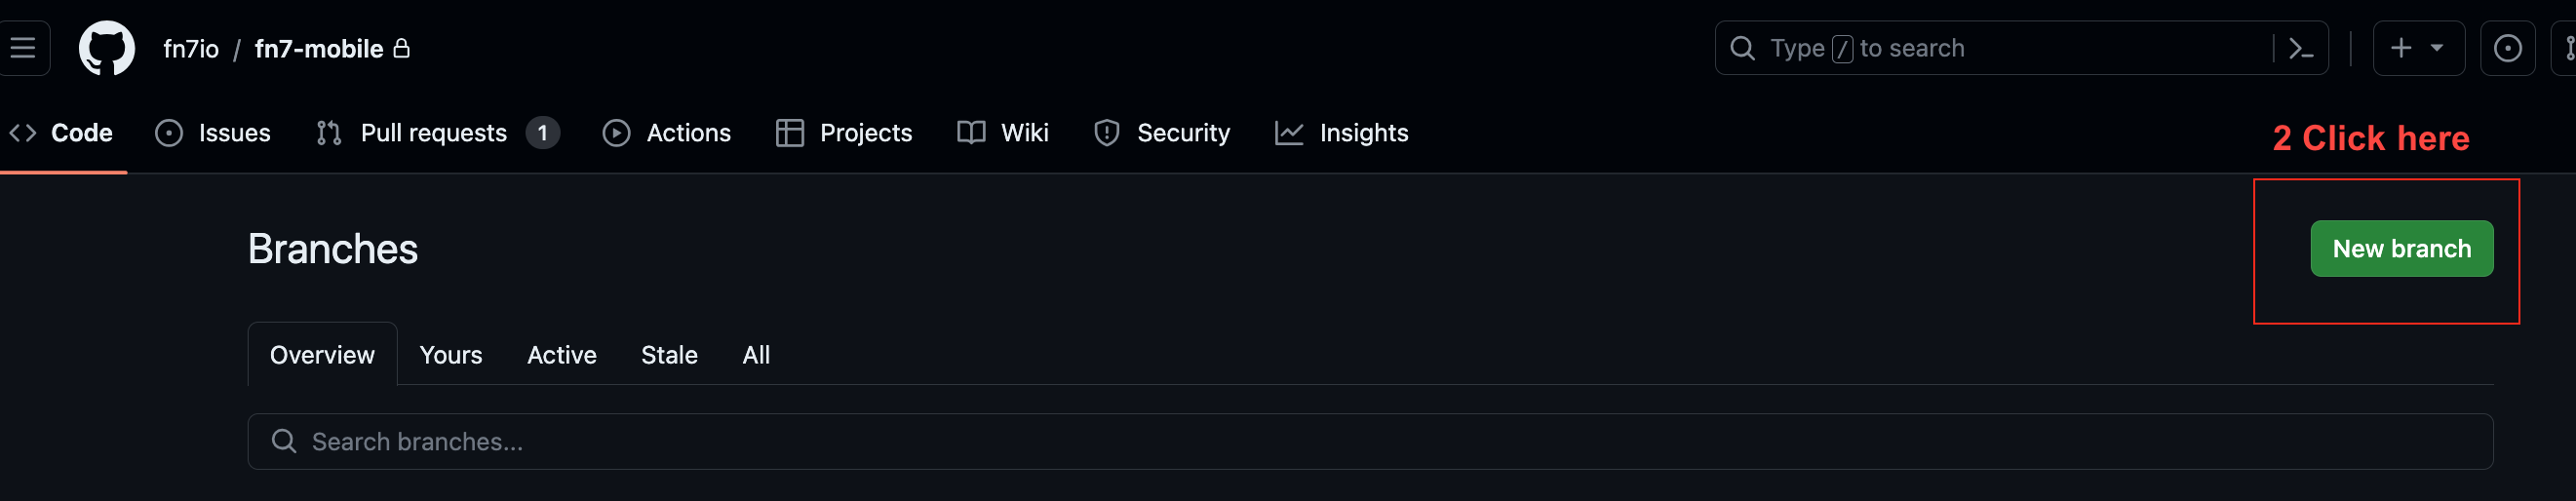 fn7io / fn7-mobile
Type / to search
Code Issues Pull requests 1 Actions Projects Wiki Security Insights
2 Click here
Branches
New branch
Overview Yours Active Stale All
Search branches...